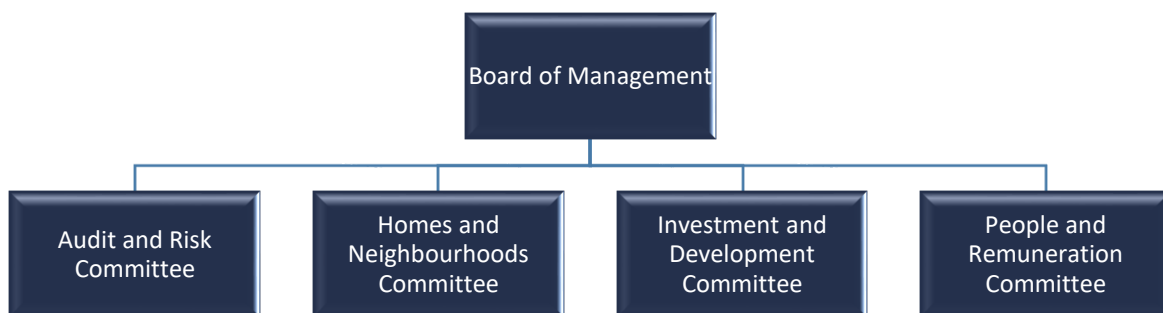 Board of Management
Audit and Risk
Committee
Homes and
Neighbourhoods
Committee
Investment and
Development
Committee
People and
Remuneration
Committee